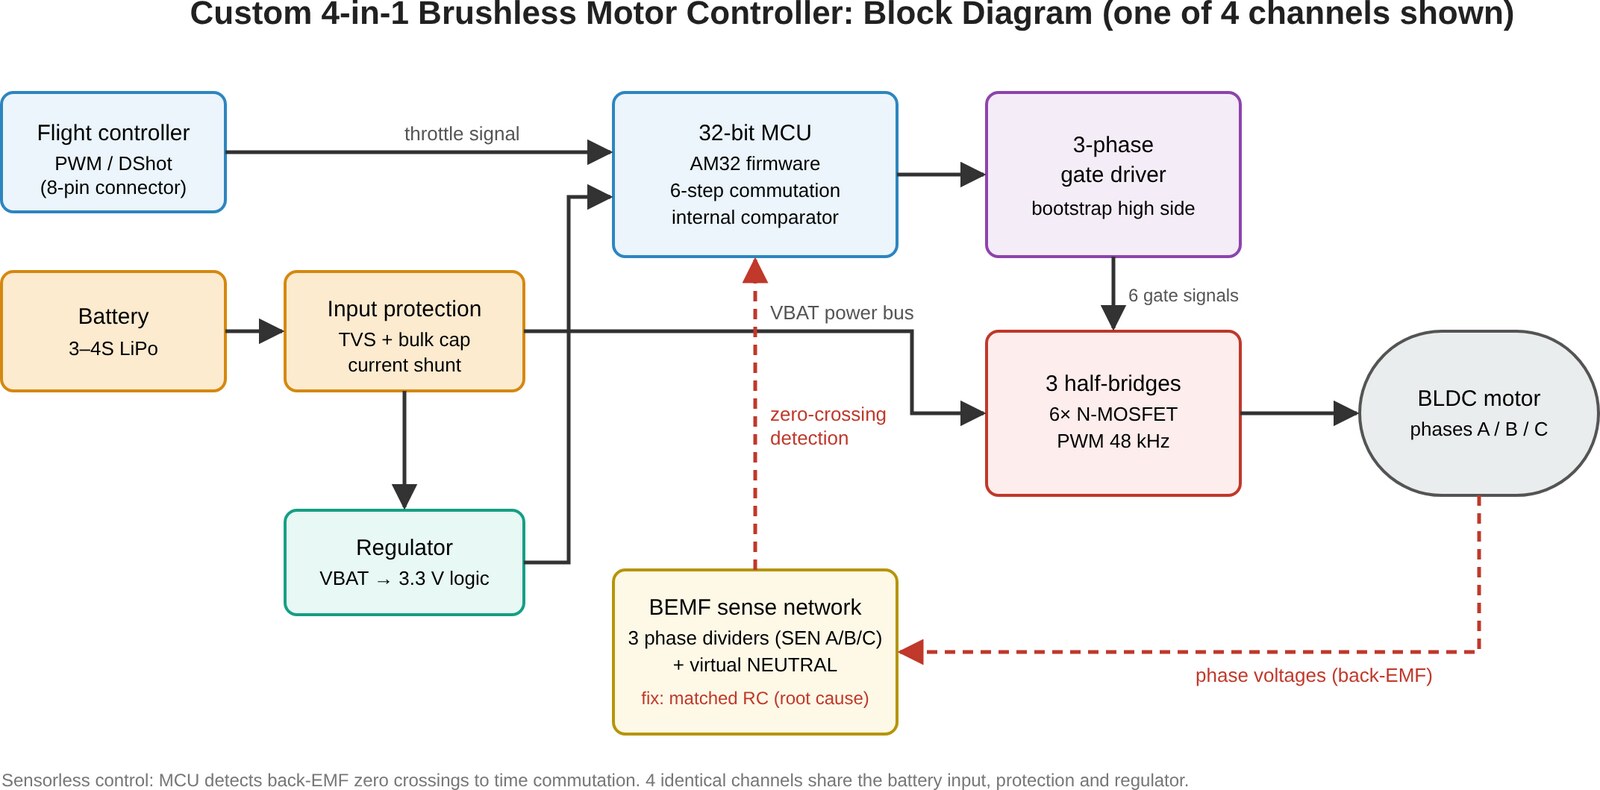 Custom 4-in-1 Brushless Motor Controller: Block Diagram (one of 4 channels shown)
Flight controller
PWM / DShot
(8-pin connector)
throttle signal
32-bit MCU
AM32 firmware
6-step commutation
internal comparator
3-phase
gate driver
bootstrap high side
Battery
3–4S LiPo
Input protection
TVS + bulk cap
current shunt
VBAT power bus
6 gate signals
3 half-bridges
6× N-MOSFET
PWM 48 kHz
BLDC motor
phases A / B / C
zero-crossing
detection
Regulator
VBAT → 3.3 V logic
BEMF sense network
3 phase dividers (SEN A/B/C)
+ virtual NEUTRAL
fix: matched RC (root cause)
phase voltages (back-EMF)
Sensorless control: MCU detects back-EMF zero crossings to time commutation. 4 identical channels share the battery input, protection and regulator.